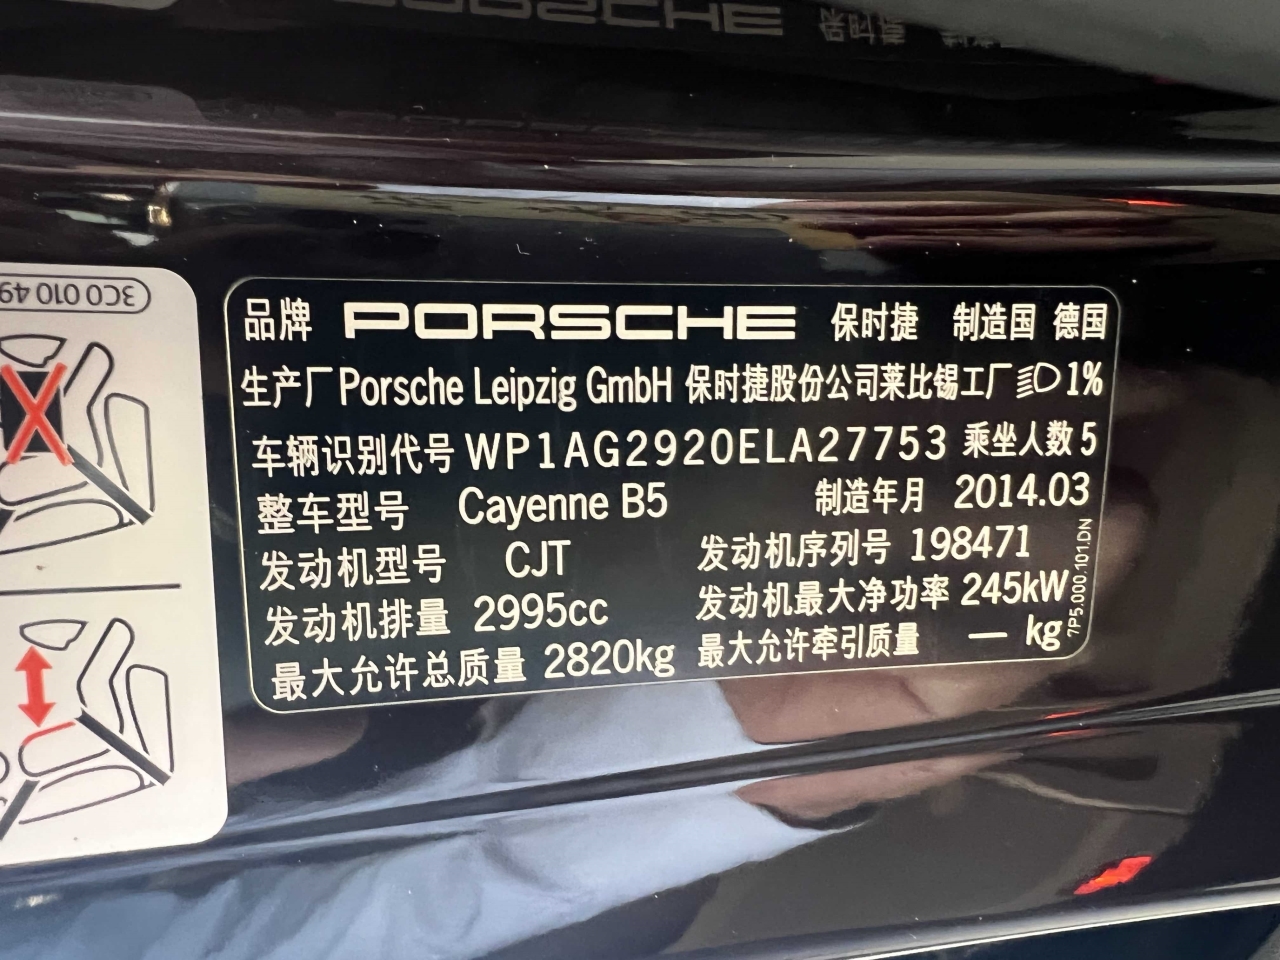 3C0 010 49
品牌 PORSCHE 保时捷 制造国 德国
生产厂 Porsche Leipzig GmbH 保时捷股份公司莱比锡工厂 1%
车辆识别代号 WP1AG2920ELA27753 乘坐人数 5
整车型号 Cayenne B5 制造年月 2014.03
发动机型号 CJT 发动机序列号 198471
发动机排量 2995cc 发动机最大净功率 245kW
最大允许总质量 2820kg 最大允许牵引质量 — kg
7P5.000.101.DN